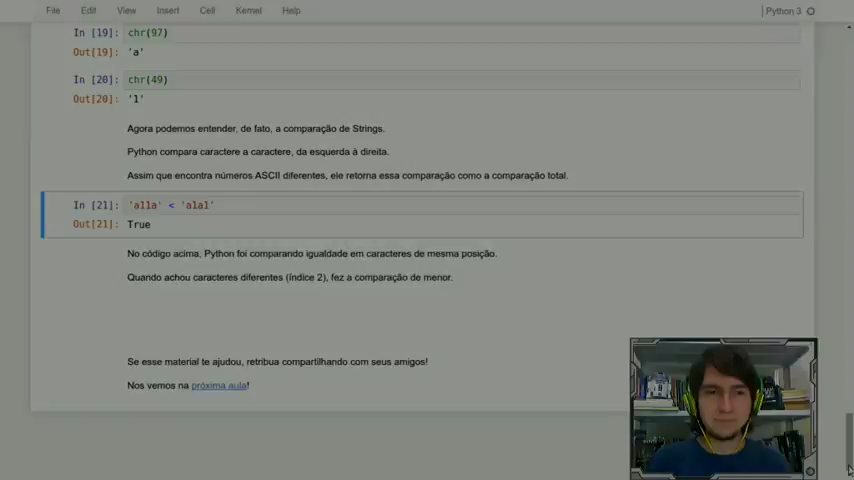 File Edit View Insert Cell Kernel Help Python 3
In [19]: chr(97)
Out[19]: 'a'
In [20]: chr(49)
Out[20]: '1'
Agora podemos entender, de fato, a comparação de Strings.
Python compara caractere a caractere, da esquerda à direita.
Assim que encontra números ASCII diferentes, ele retorna essa comparação como a comparação total.
In [21]: 'a11a' < 'a1a1'
Out[21]: True
No código acima, Python foi comparando igualdade em caracteres de mesma posição.
Quando achou caracteres diferentes (índice 2), fez a comparação de menor.
Se esse material te ajudou, retribua compartilhando com seus amigos!
Nos vemos na próxima aula!